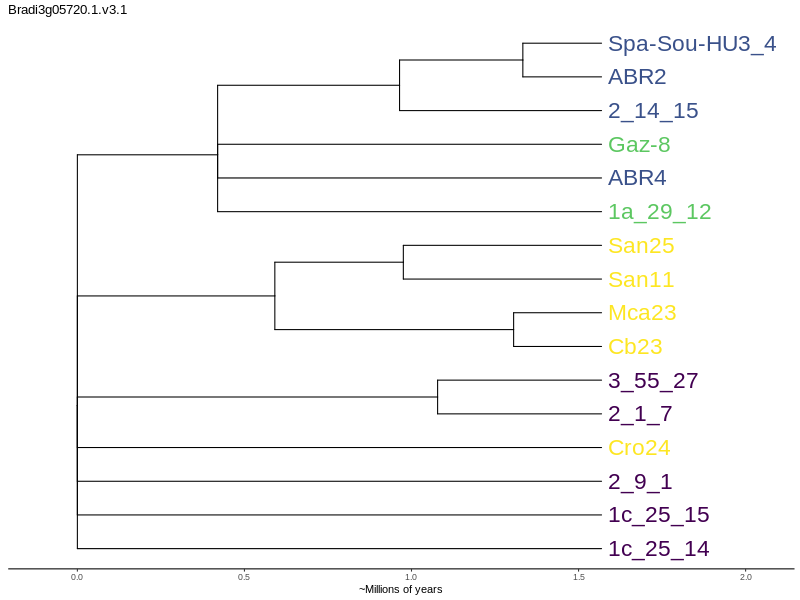 Bradi3g05720.1.v3.1
Spa-Sou-HU3_4
ABR2
2_14_15
Gaz-8
ABR4
1a_29_12
San25
San11
Mca23
Cb23
3_55_27
2_1_7
Cro24
2_9_1
1c_25_15
1c_25_14
0.0 0.5 1.0 1.5 2.0
~Millions of years